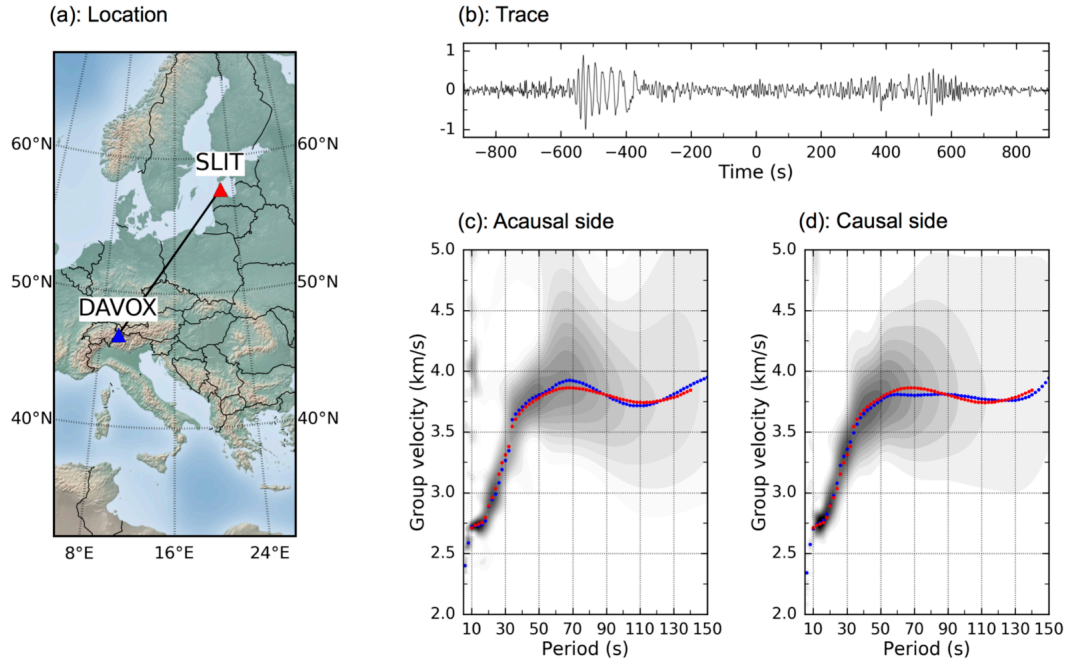 (a): Location
(b): Trace
60°N
60°N
50°N
50°N
40°N
40°N
8°E
16°E
24°E
SLIT
DAVOX
1
0
-1
1
0
-1
−800
−600
−400
−200
0
200
400
600
800
Time (s)
(c): Acausal side
(d): Causal side
Group velocity (km/s)
5.0
4.5
4.0
3.5
3.0
2.5
2.0
10
30
50
70
90
110
130
150
Period (s)
Group velocity (km/s)
5.0
4.5
4.0
3.5
3.0
2.5
2.0
10
30
50
70
90
110
130
150
Period (s)